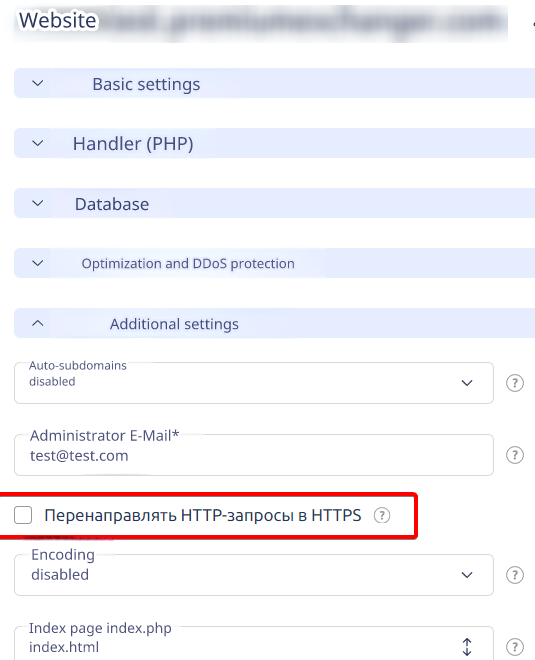 Website
Basic settings
Handler (PHP)
Database
Optimization and DDoS protection
Additional settings
Auto-subdomains
disabled
?
Administrator E-Mail*
test@test.com
?
Перенаправлять HTTP-запросы в HTTPS ?
Encoding
disabled
?
Index page index.php
index.html
?